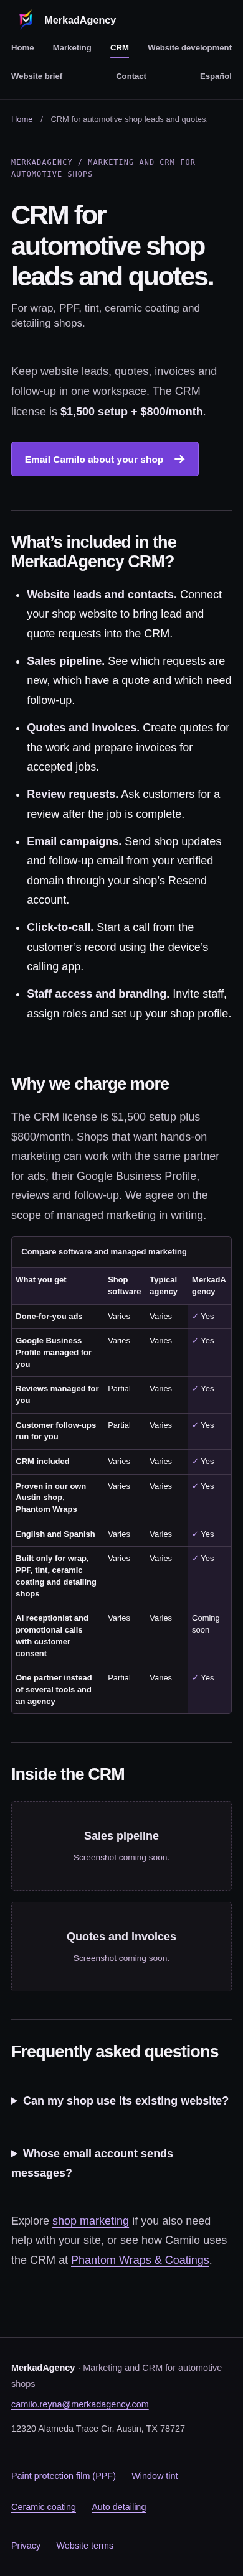 MerkadAgency
Home Marketing CRM Website development
Website brief Contact Español
Home / CRM for automotive shop leads and quotes.
MERKADAGENCY / MARKETING AND CRM FOR
AUTOMOTIVE SHOPS
CRM for
automotive shop
leads and quotes.
For wrap, PPF, tint, ceramic coating and
detailing shops.
Keep website leads, quotes, invoices and
follow-up in one workspace. The CRM
license is $1,500 setup + $800/month.
Email Camilo about your shop →
What's included in the
MerkadAgency CRM?
• Website leads and contacts. Connect
your shop website to bring lead and
quote requests into the CRM.
• Sales pipeline. See which requests are
new, which have a quote and which need
follow-up.
• Quotes and invoices. Create quotes for
the work and prepare invoices for
accepted jobs.
• Review requests. Ask customers for a
review after the job is complete.
• Email campaigns. Send shop updates
and follow-up email from your verified
domain through your shop's Resend
account.
• Click-to-call. Start a call from the
customer's record using the device's
calling app.
• Staff access and branding. Invite staff,
assign roles and set up your shop profile.
Why we charge more
The CRM license is $1,500 setup plus
$800/month. Shops that want hands-on
marketing can work with the same partner
for ads, their Google Business Profile,
reviews and follow-up. We agree on the
scope of managed marketing in writing.
Compare software and managed marketing
What you get Shop software Typical agency MerkadAgency
Done-for-you ads Varies Varies ✓ Yes
Google Business Profile managed for you Varies Varies ✓ Yes
Reviews managed for you Partial Varies ✓ Yes
Customer follow-ups run for you Partial Varies ✓ Yes
CRM included Varies Varies ✓ Yes
Proven in our own Austin shop, Phantom Wraps Varies Varies ✓ Yes
English and Spanish Varies Varies ✓ Yes
Built only for wrap, PPF, tint, ceramic coating and detailing shops Varies Varies ✓ Yes
AI receptionist and promotional calls with customer consent Varies Varies Coming soon
One partner instead of several tools and an agency Partial Varies ✓ Yes
Inside the CRM
Sales pipeline
Screenshot coming soon.
Quotes and invoices
Screenshot coming soon.
Frequently asked questions
▶ Can my shop use its existing website?
▶ Whose email account sends
messages?
Explore shop marketing if you also need
help with your site, or see how Camilo uses
the CRM at Phantom Wraps & Coatings.
MerkadAgency · Marketing and CRM for automotive
shops
camilo.reyna@merkadagency.com
12320 Alameda Trace Cir, Austin, TX 78727
Paint protection film (PPF) Window tint
Ceramic coating Auto detailing
Privacy Website terms